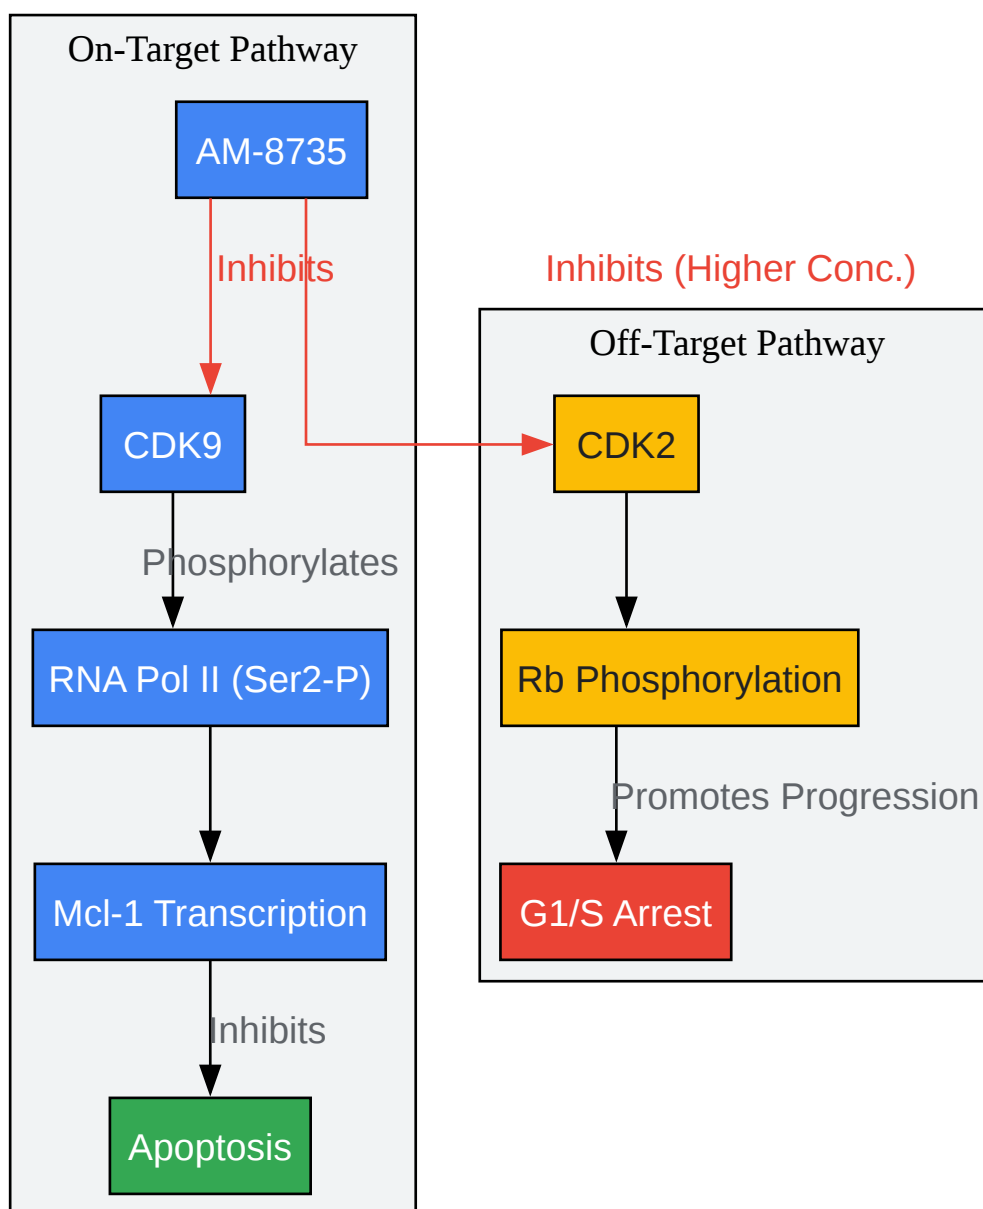 On-Target Pathway
AM-8735
Inhibits
Inhibits (Higher Conc.)
Off-Target Pathway
CDK9
CDK2
Phosphorylates
RNA Pol II (Ser2-P)
Rb Phosphorylation
Promotes Progression
Mcl-1 Transcription
G1/S Arrest
Inhibits
Apoptosis